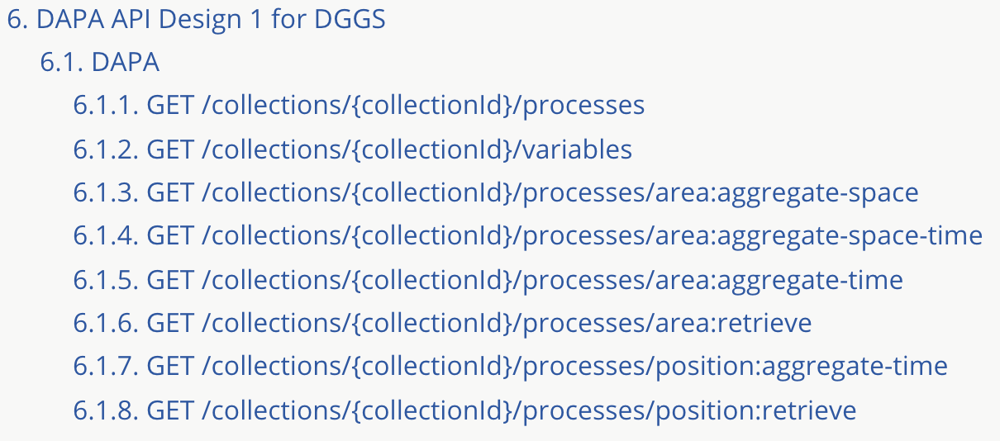 6. DAPA API Design 1 for DGGS
6.1. DAPA
6.1.1. GET /collections/{collectionId}/processes
6.1.2. GET /collections/{collectionId}/variables
6.1.3. GET /collections/{collectionId}/processes/area:aggregate-space
6.1.4. GET /collections/{collectionId}/processes/area:aggregate-space-time
6.1.5. GET /collections/{collectionId}/processes/area:aggregate-time
6.1.6. GET /collections/{collectionId}/processes/area:retrieve
6.1.7. GET /collections/{collectionId}/processes/position:aggregate-time
6.1.8. GET /collections/{collectionId}/processes/position:retrieve